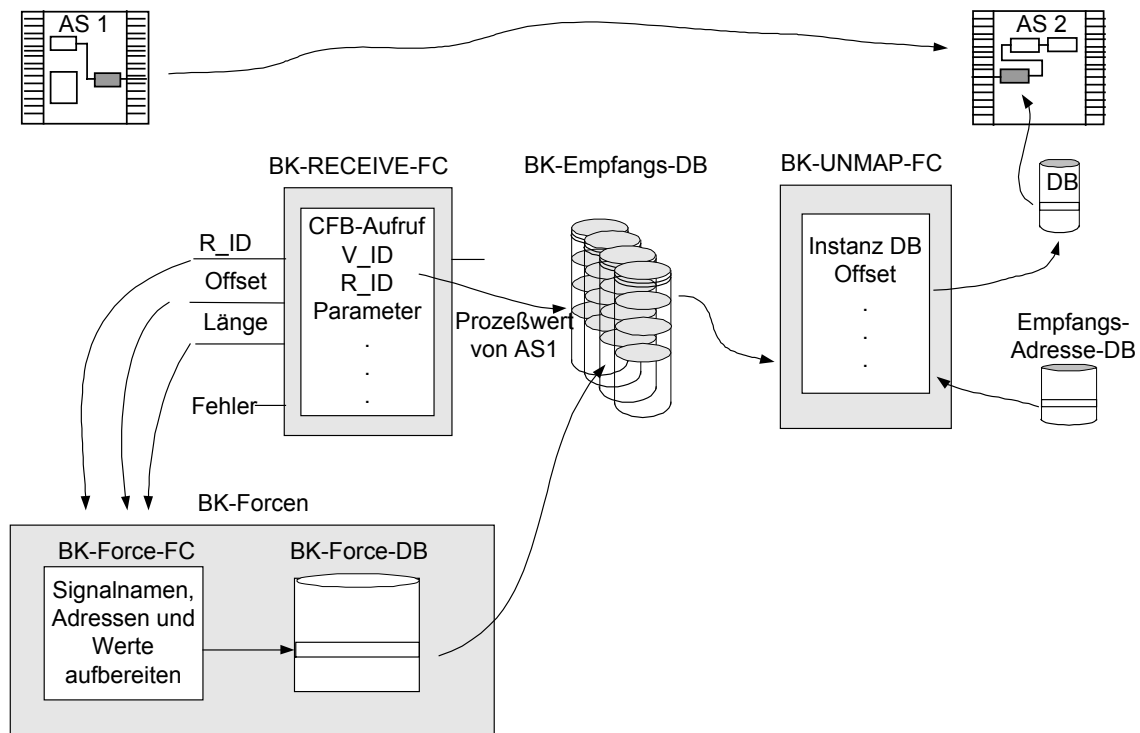 AS 1
AS 2
BK-RECEIVE-FC
BK-Empfangs-DB
BK-UNMAP-FC
DB
R_ID
Offset
Länge
Fehler
CFB-Aufruf
V_ID
R_ID
Parameter
.
.
.
Prozeßwert
von AS1
Instanz DB
Offset
.
.
.
Empfangs-
Adresse-DB
BK-Forcen
BK-Force-FC
BK-Force-DB
Signalnamen,
Adressen und
Werte
aufbereiten